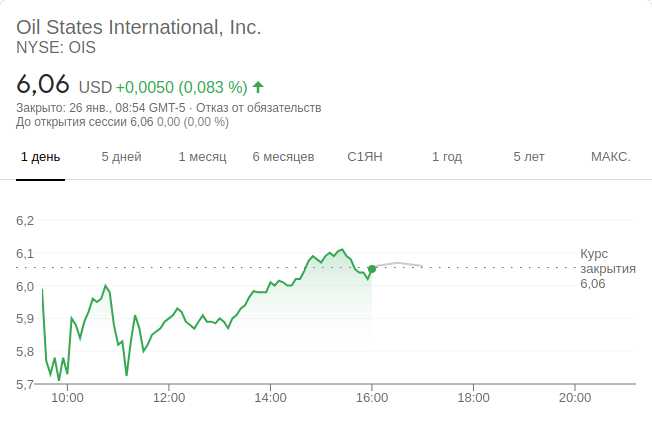 Oil States International, Inc.
NYSE: OIS
6,06 USD +0,0050 (0,083 %)
Закрыто: 26 янв., 08:54 GMT-5 · Отказ от обязательств
До открытия сессии 6,06 0,00 (0,00 %)
1 день 5 дней 1 месяц 6 месяцев С1ЯН 1 год 5 лет МАКС.
6,2
6,1
6,0
5,9
5,8
5,7
Курс
закрытия
6,06
10:00 12:00 14:00 16:00 18:00 20:00